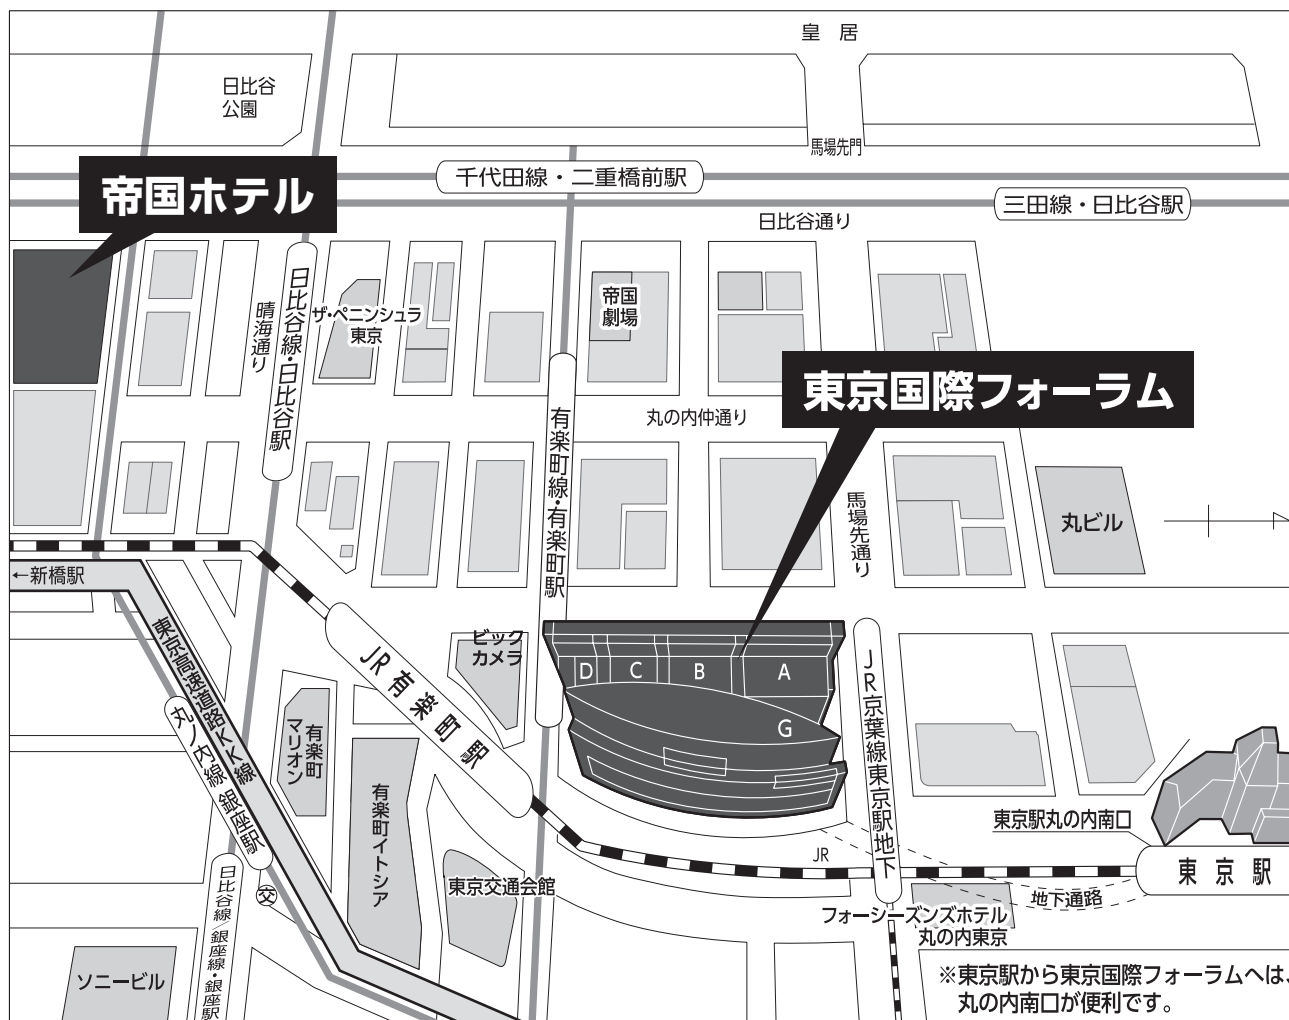 皇 居
日比谷
公園
馬場先門
千代田線・二重橋前駅
帝国ホテル
三田線・日比谷駅
日比谷通り
日比谷線・日比谷駅
晴海通り
ザ・ペニンシュラ
東京
帝国
劇場
東京国際フォーラム
丸の内仲通り
有楽町線・有楽町駅
馬場先通り
丸ビル
←新橋駅
東京高速道路KK線
JR有楽町駅
ビック
カメラ
D
C
B
A
G
JR京葉線東京駅地下
丸ノ内線 銀座駅
有楽町
マリオン
有楽町イトシア
東京駅丸の内南口
東京駅
JR
地下通路
東京交通会館
交
日比谷線/銀座線・銀座駅
フォーシーズンズホテル
丸の内東京
ソニービル
※東京駅から東京国際フォーラムへは、
丸の内南口が便利です。